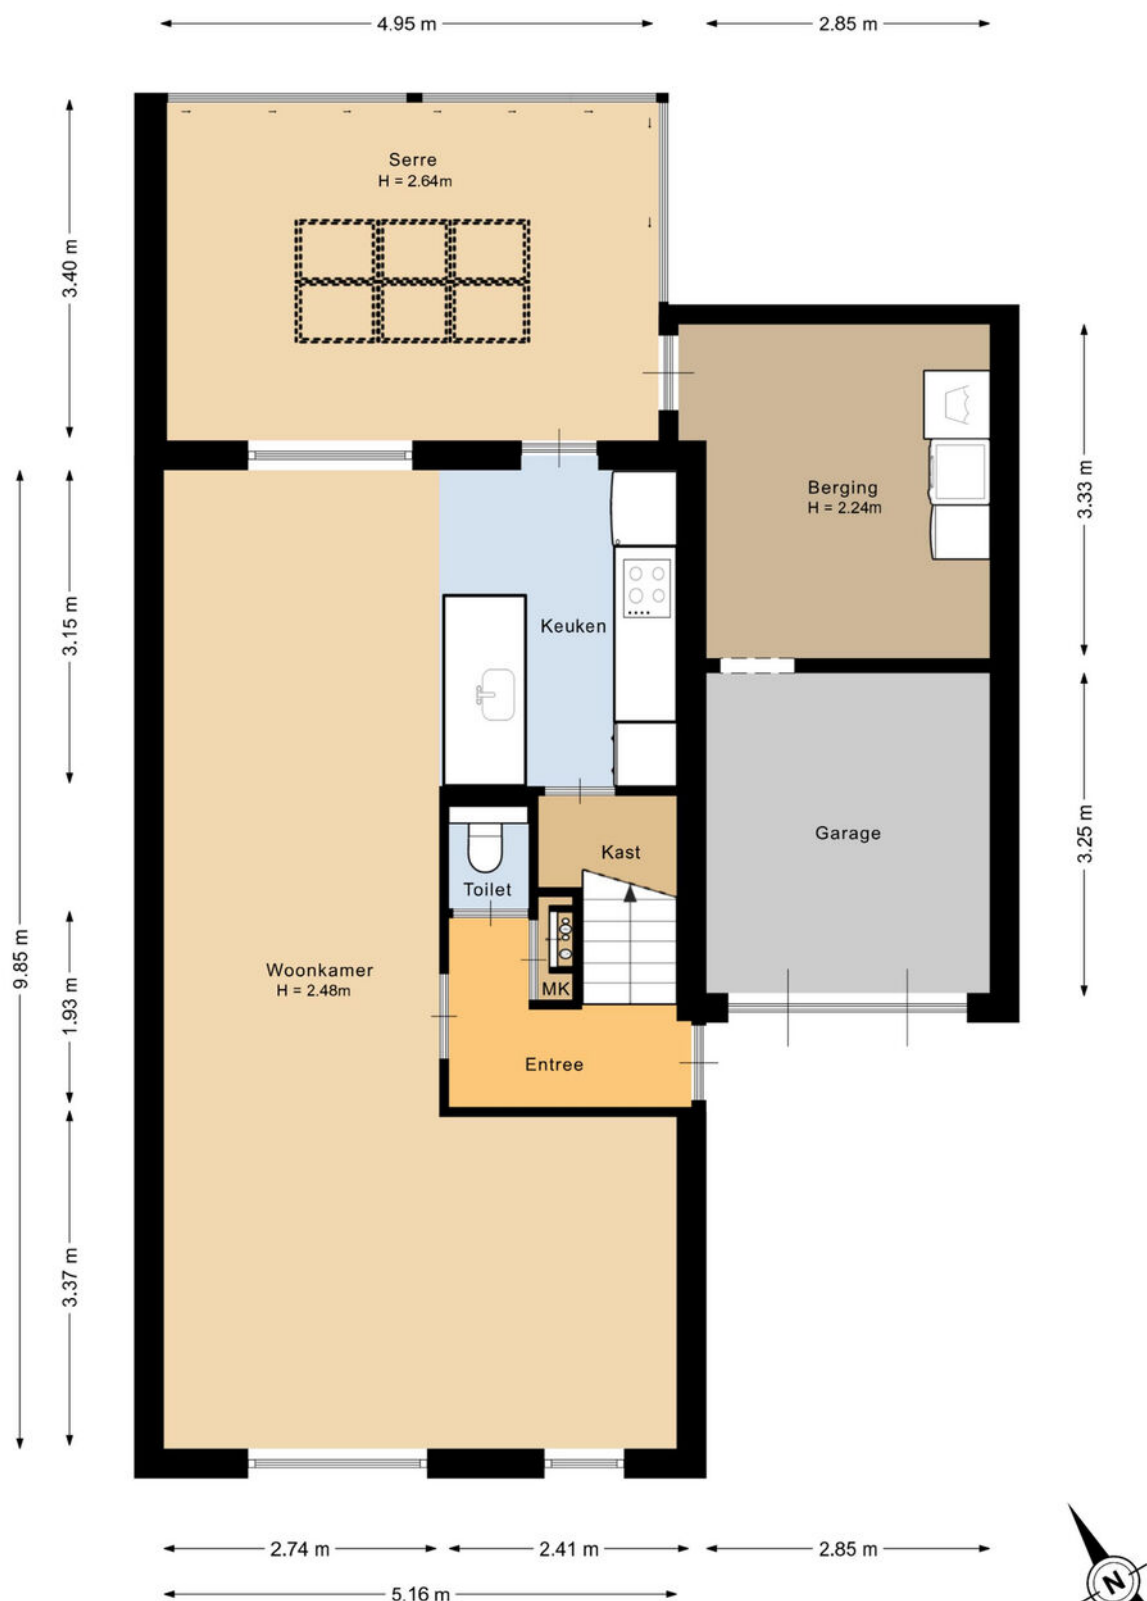 4.95 m
2.85 m
Serre
H = 2.64m
3.40 m
Berging
H = 2.24m
3.33 m
3.15 m
Keuken
Garage
3.25 m
Kast
Toilet
9.85 m
Woonkamer
H = 2.48m
MK
1.93 m
Entree
3.37 m
2.74 m
2.41 m
2.85 m
5.16 m
N